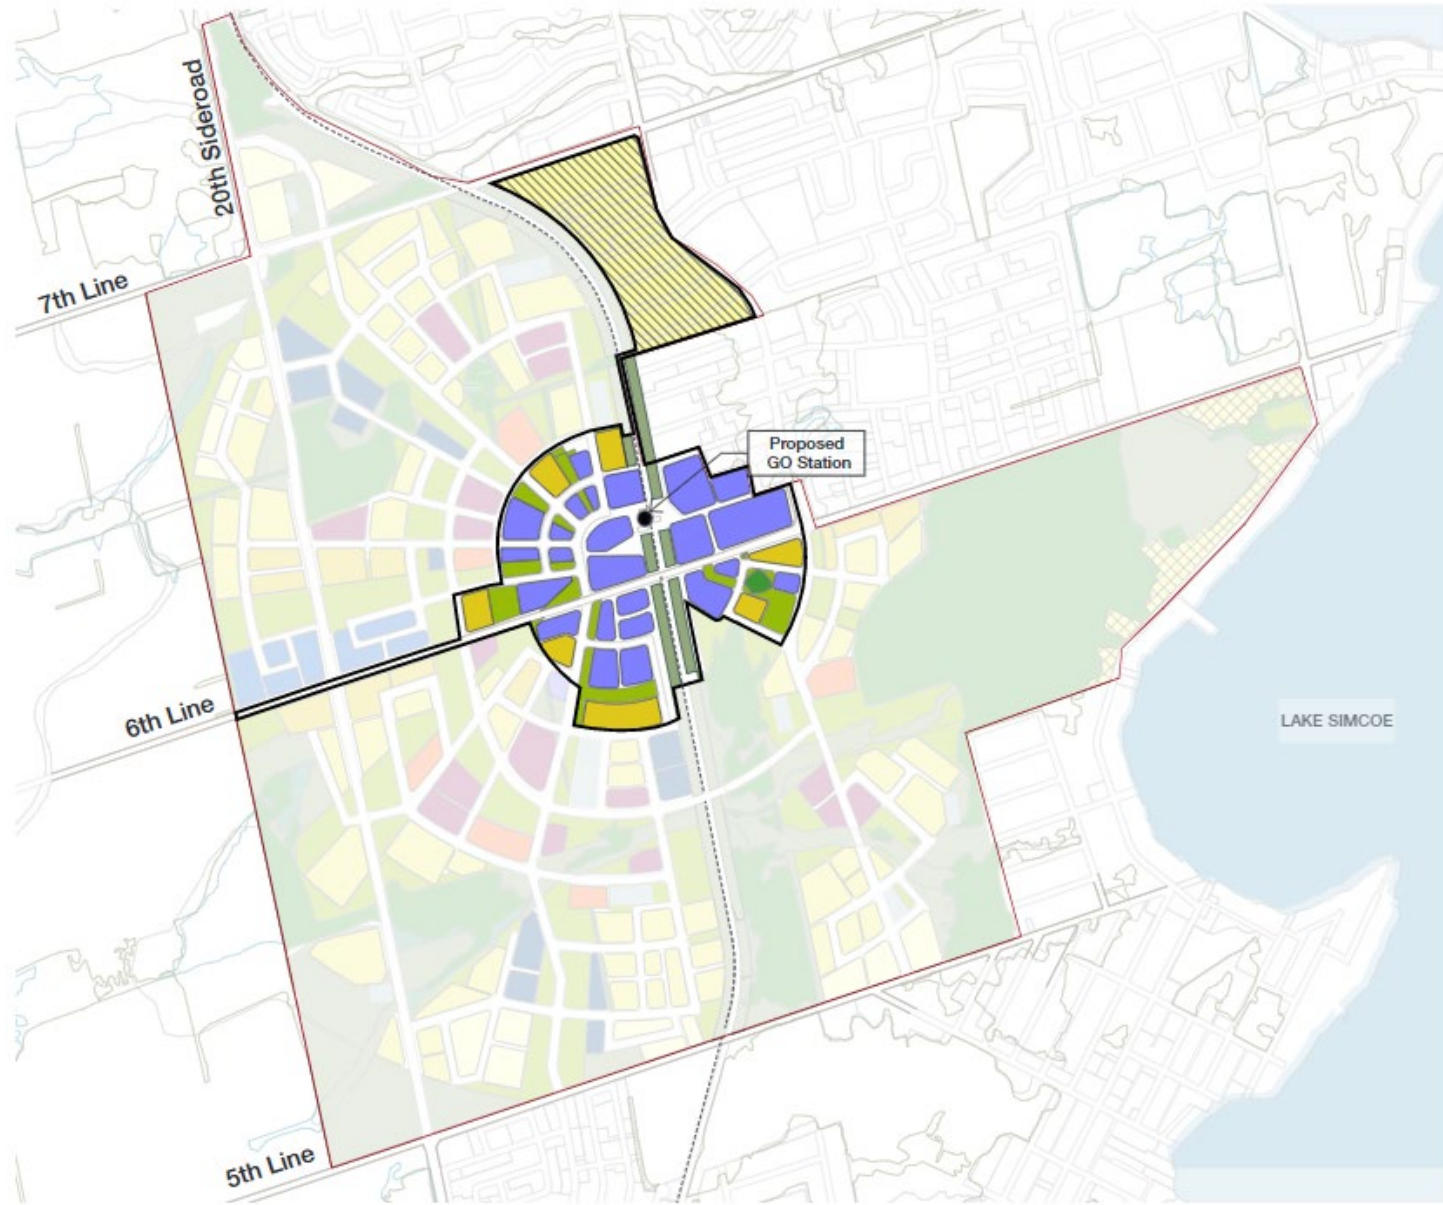 20th Sideroad
7th Line
Proposed
GO Station
6th Line
LAKE SIMCOE
5th Line